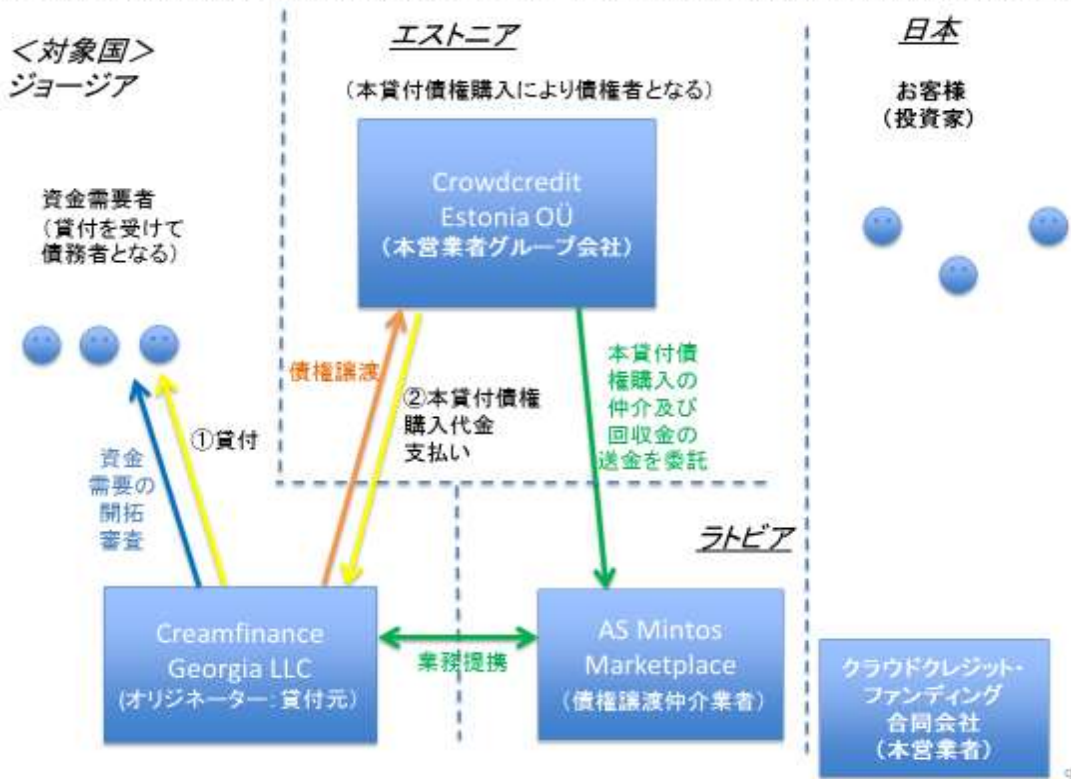 ＜対象国＞
ジョージア
資金需要者
（貸付を受けて
債務者となる）
①貸付
資金
需要の
開拓
審査
Creamfinance
Georgia LLC
(オリジネーター：貸付元)
エストニア
（本貸付債権購入により債権者となる）
Crowdcredit
Estonia OÜ
（本営業者グループ会社）
債権譲渡
②本貸付債権
購入代金
支払い
本貸付債
権購入の
仲介及び
回収金の
送金を委託
業務提携
ラトビア
AS Mintos
Marketplace
（債権譲渡仲介業者）
日本
お客様
（投資家）
クラウドクレジット・
ファンディング
合同会社
（本営業者）